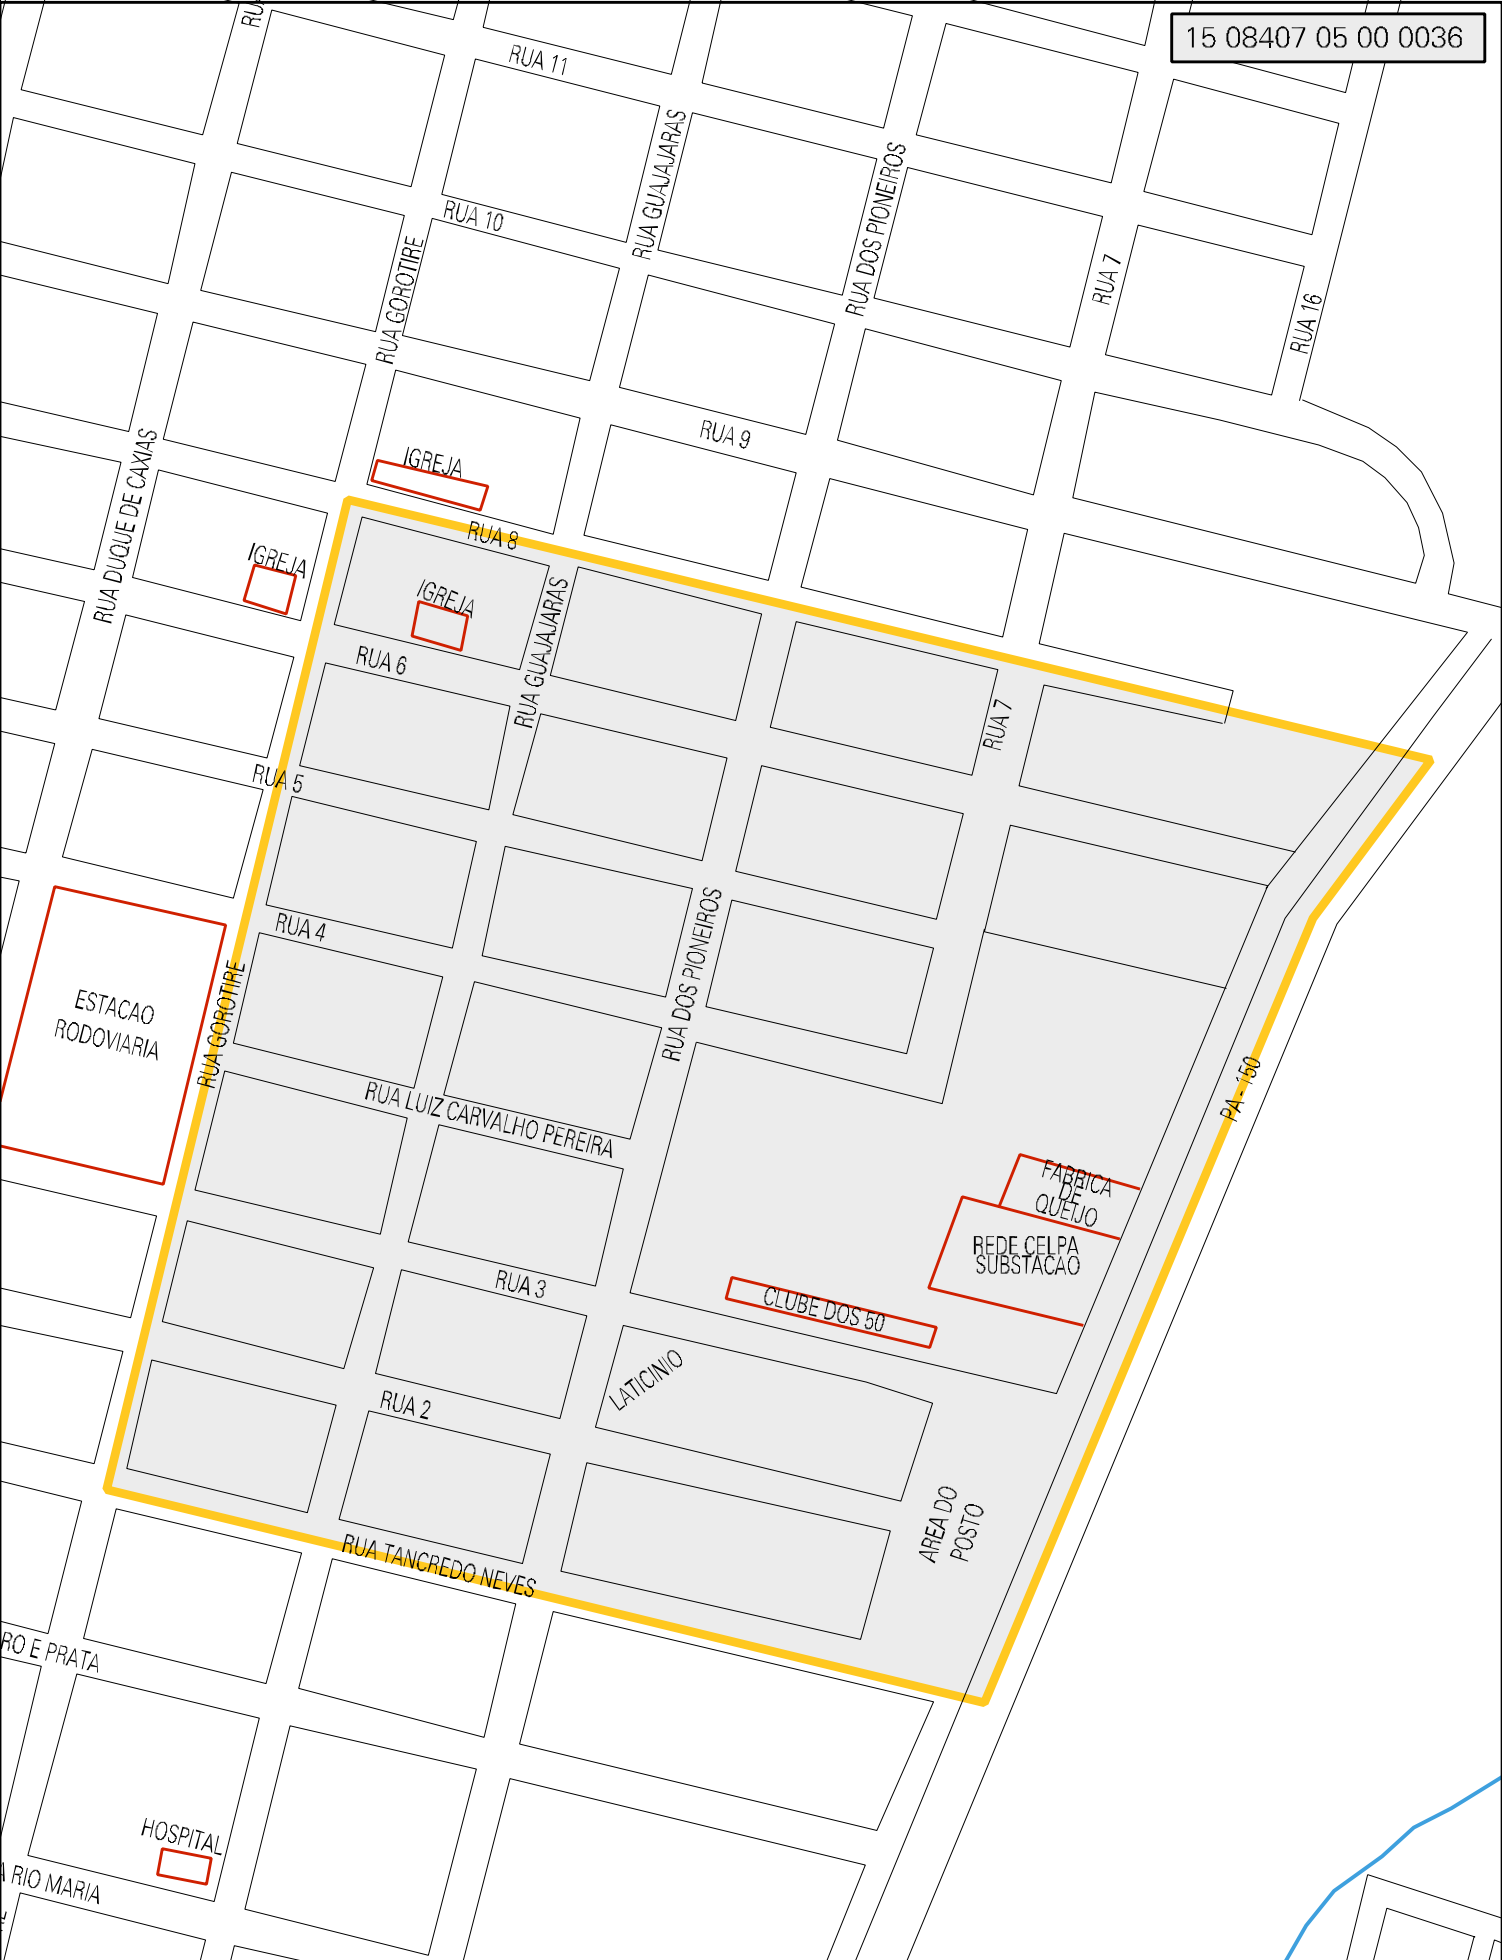 15 08407 05 00 0036
RUA 11
RUA GUAJAJARAS
RUA DOS PIONEIROS
RUA 10
RUA GOROTIRE
RUA 7
RUA 16
RUA 9
RUA DUQUE DE CAXIAS
IGREJA
RUA 8
IGREJA
IGREJA
RUA GUAJAJARAS
RUA 6
RUA 7
RUA 5
RUA 4
RUA DOS PIONEIROS
ESTACAO
RODOVIARIA
RUA GOROTIRE
RUA LUIZ CARVALHO PEREIRA
PA - 150
FABRICA
DE
QUEIJO
REDE CELPA
SUBSTACAO
RUA 3
CLUBE DOS 50
LATICINIO
RUA 2
AREA DO
POSTO
RUA TANCREDO NEVES
RO E PRATA
HOSPITAL
A RIO MARIA